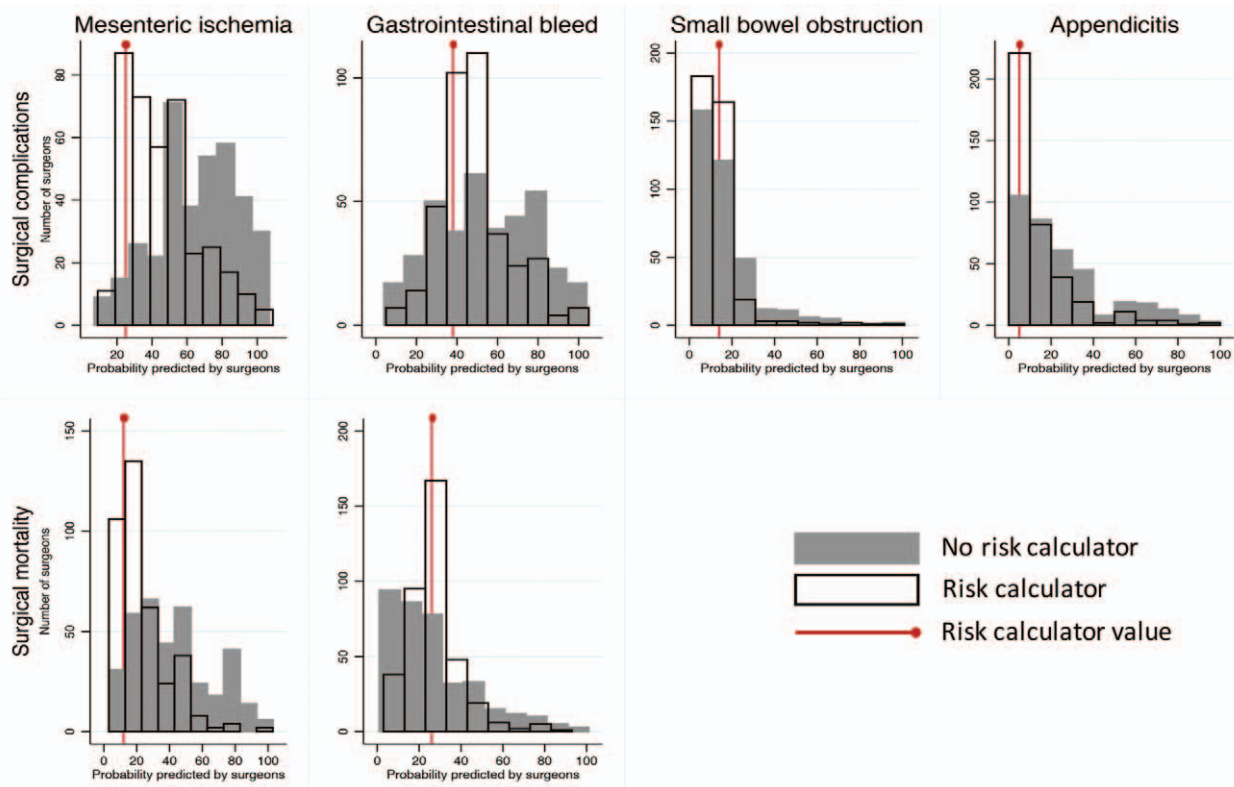 Mesenteric ischemia
Gastrointestinal bleed
Small bowel obstruction
Appendicitis
Surgical complications
Number of surgeons
0 20 40 60 80
20 40 60 80 100
Probability predicted by surgeons
0 50 100
0 20 40 60 80 100
Probability predicted by surgeons
0 50 100 150 200
0 20 40 60 80 100
Probability predicted by surgeons
0 50 100 150 200
0 20 40 60 80 100
Probability predicted by surgeons
Surgical mortality
Number of surgeons
0 50 100 150
0 20 40 60 80 100
Probability predicted by surgeons
0 50 100 150 200
0 20 40 60 80 100
Probability predicted by surgeons
No risk calculator
Risk calculator
Risk calculator value